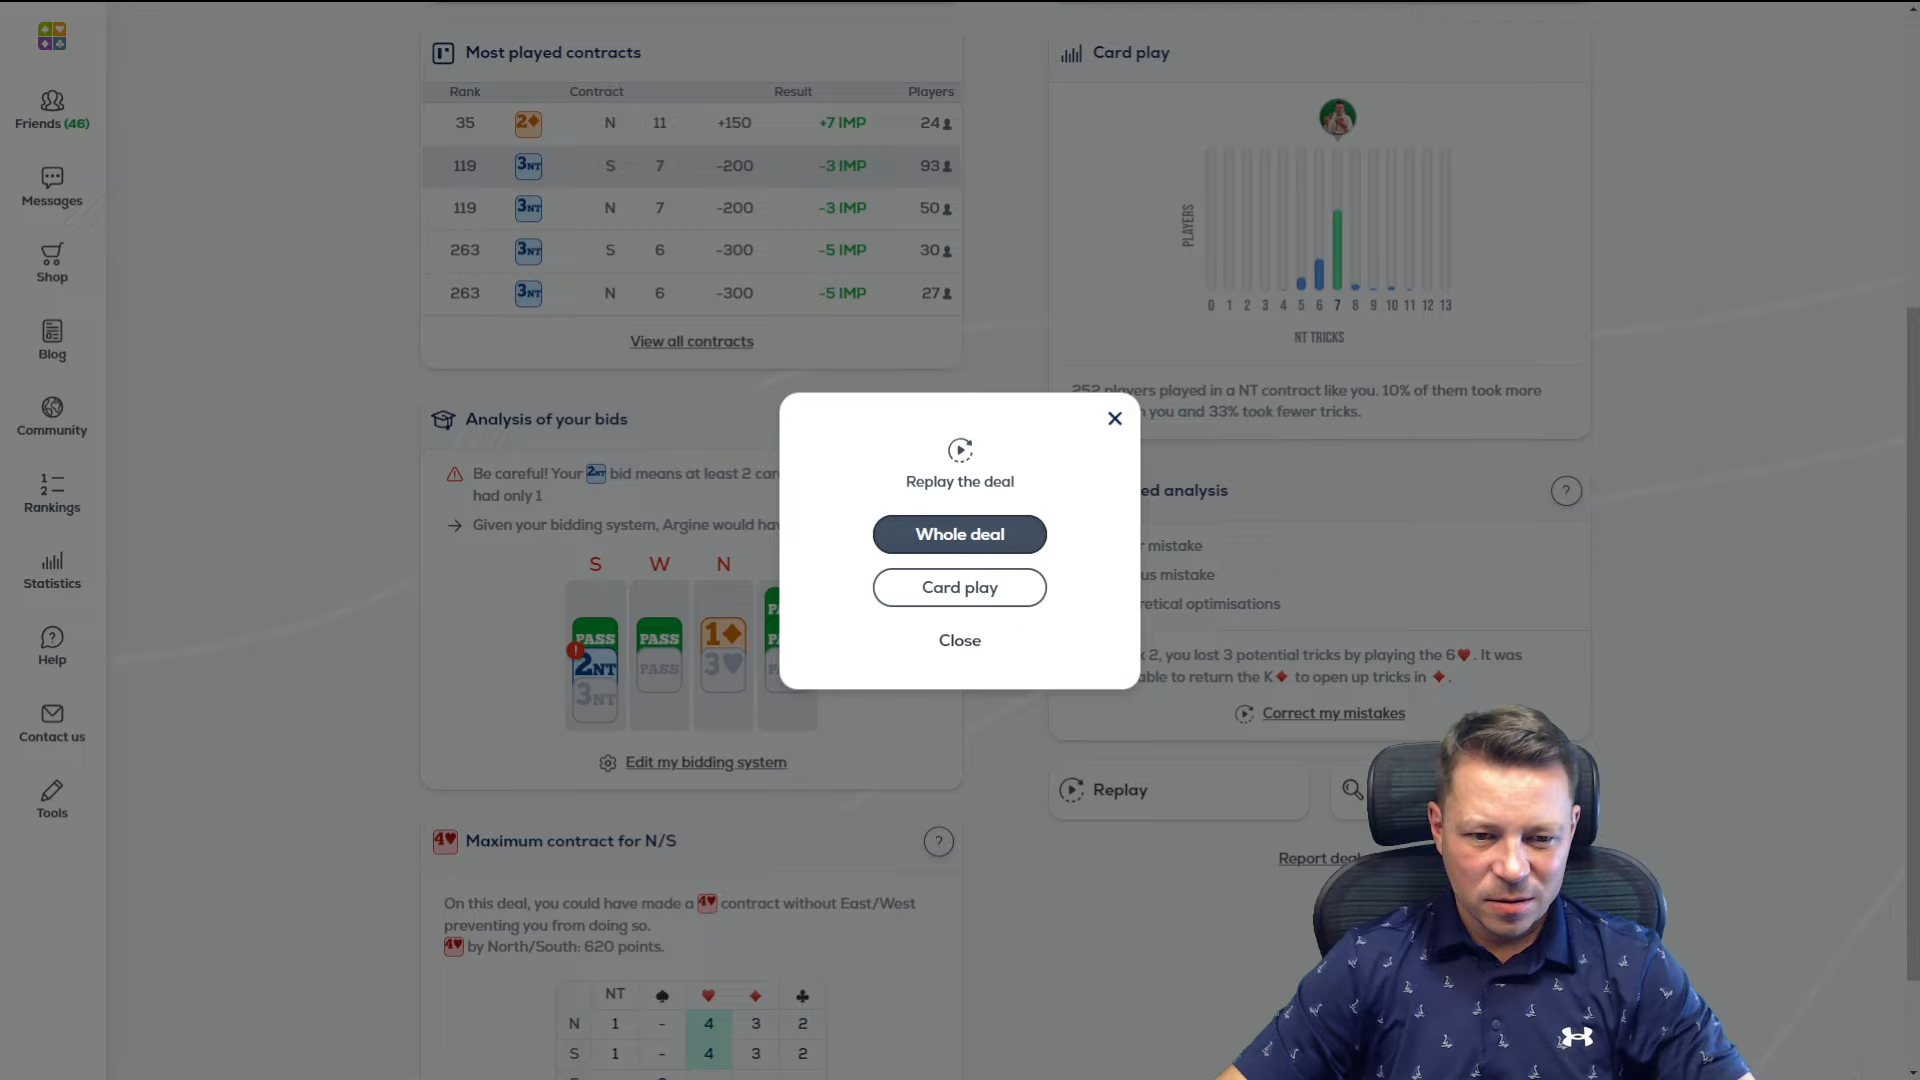 Friends (46)
Messages
Shop
Blog
Community
1
2
Rankings
Statistics
Help
Contact us
Tools
Most played contracts
Rank Contract Result Players
35 2♦ N 11 +150 +7 IMP 24
119 3NT S 7 -200 -3 IMP 93
119 3NT N 7 -200 -3 IMP 50
263 3NT S 6 -300 -5 IMP 30
263 3NT N 6 -300 -5 IMP 27
View all contracts
Analysis of your bids
Be careful! Your 2NT bid means at least 2
had only 1
Given your bidding system, Argine would
S W N
PASS PASS 1♦
! 2NT PASS 3♥
3NT
Edit my bidding system
4♥ Maximum contract for N/S ?
On this deal, you could have made a 4♥ contract without East/West
preventing you from doing so.
4♥ by North/South: 620 points.
NT ♠ ♥ ♦ ♣
N 1 - 4 3 2
S 1 - 4 3 2
Replay the deal
Whole deal
Card play
Close
Card play
PLAYERS
0 1 2 3 4 5 6 7 8 9 10 11 12 13
NT TRICKS
252 players played in a NT contract like you. 10% of them took more
you and 33% took fewer tricks.
analysis ?
mistake
mistake
optimisations
2, you lost 3 potential tricks by playing the 6♥. It was
to return the K♦ to open up tricks in ♦.
Correct my mistakes
Replay
Report deal